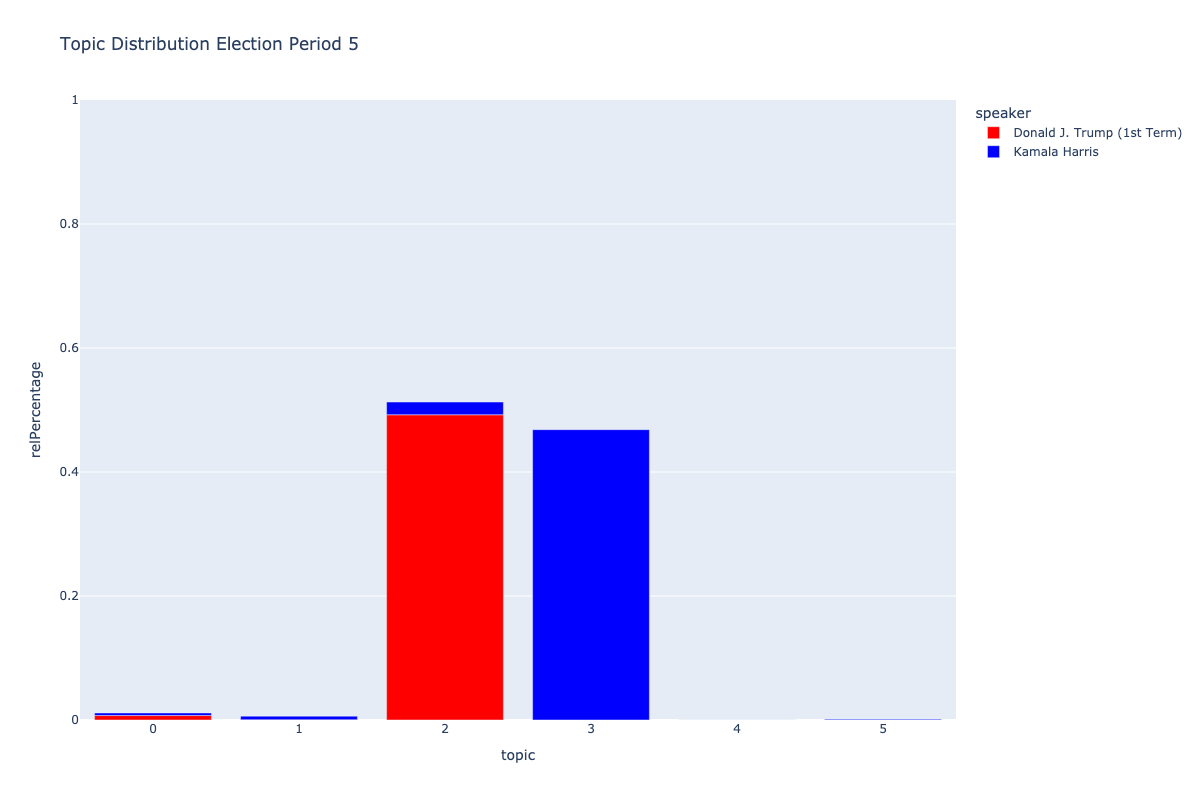 Topic Distribution Election Period 5
speaker
Donald J. Trump (1st Term)
Kamala Harris
relPercentage
1
0.8
0.6
0.4
0.2
0
0 1 2 3 4 5
topic